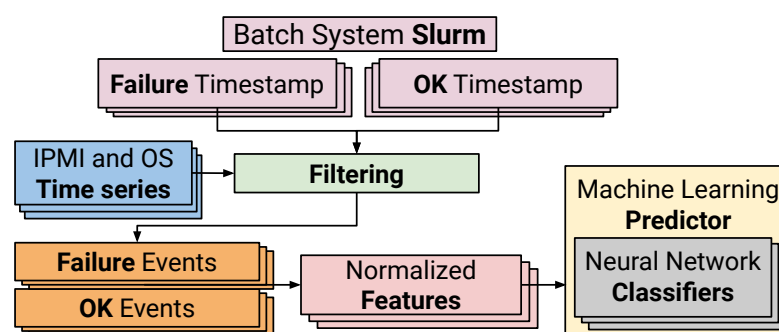 Batch System Slurm
Failure Timestamp
OK Timestamp
IPMI and OS
Time series
Filtering
Machine Learning
Predictor
Failure Events
OK Events
Normalized
Features
Neural Network
Classifiers